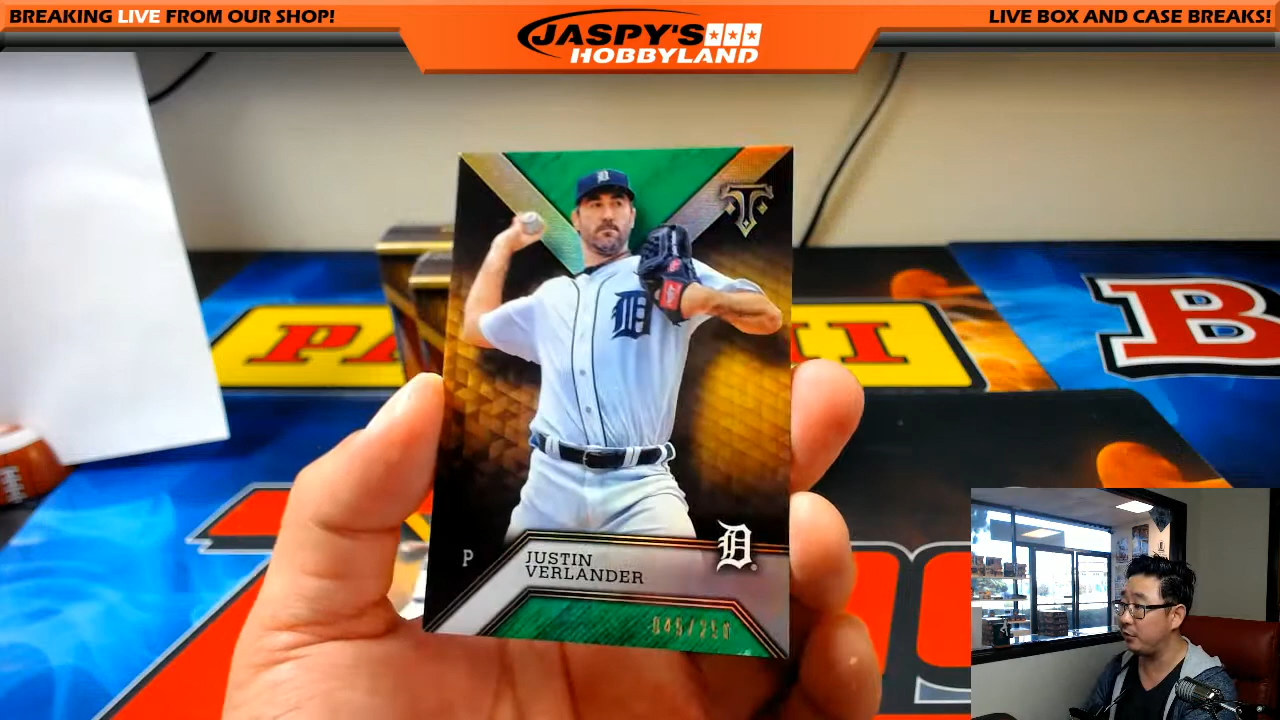 BREAKING LIVE FROM OUR SHOP!
JASPY'S
HOBBYLAND
LIVE BOX AND CASE BREAKS!
P
JUSTIN
VERLANDER